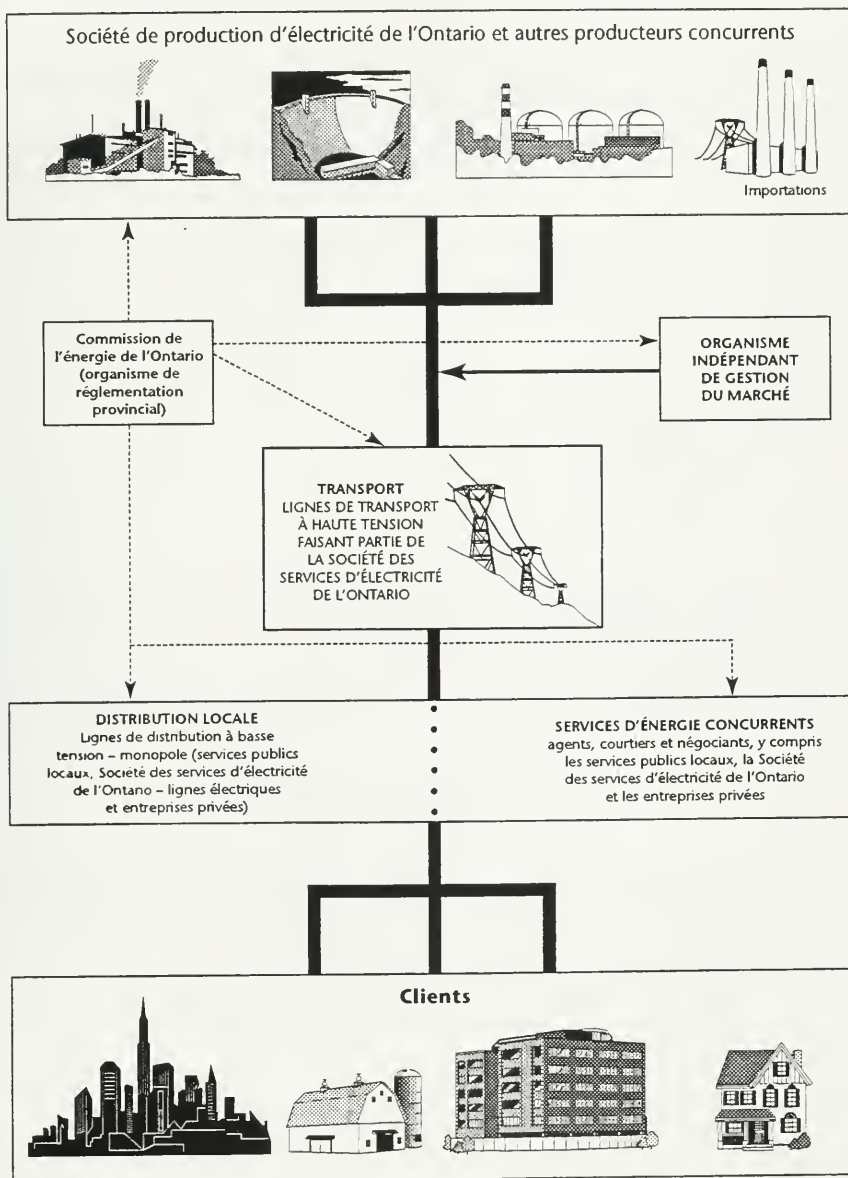 Société de production d'électricité de l'Ontario et autres producteurs concurrents
Importations
Commission de
l'énergie de l'Ontario
(organisme de
réglementation
provincial)
ORGANISME
INDÉPENDANT
DE GESTION
DU MARCHÉ
TRANSPORT
LIGNES DE TRANSPORT
À HAUTE TENSION
FAISANT PARTIE DE
LA SOCIÉTÉ DES
SERVICES D'ÉLECTRICITÉ
DE L'ONTARIO
DISTRIBUTION LOCALE
Lignes de distribution à basse
tension – monopole (services publics
locaux, Société des services d'électricité
de l'Ontano – lignes électriques
et entreprises privées)
SERVICES D'ÉNERGIE CONCURRENTS
agents, courtiers et négociants, y compris
les services publics locaux, la Société
des services d'électricité de l'Ontario
et les entreprises privées
Clients